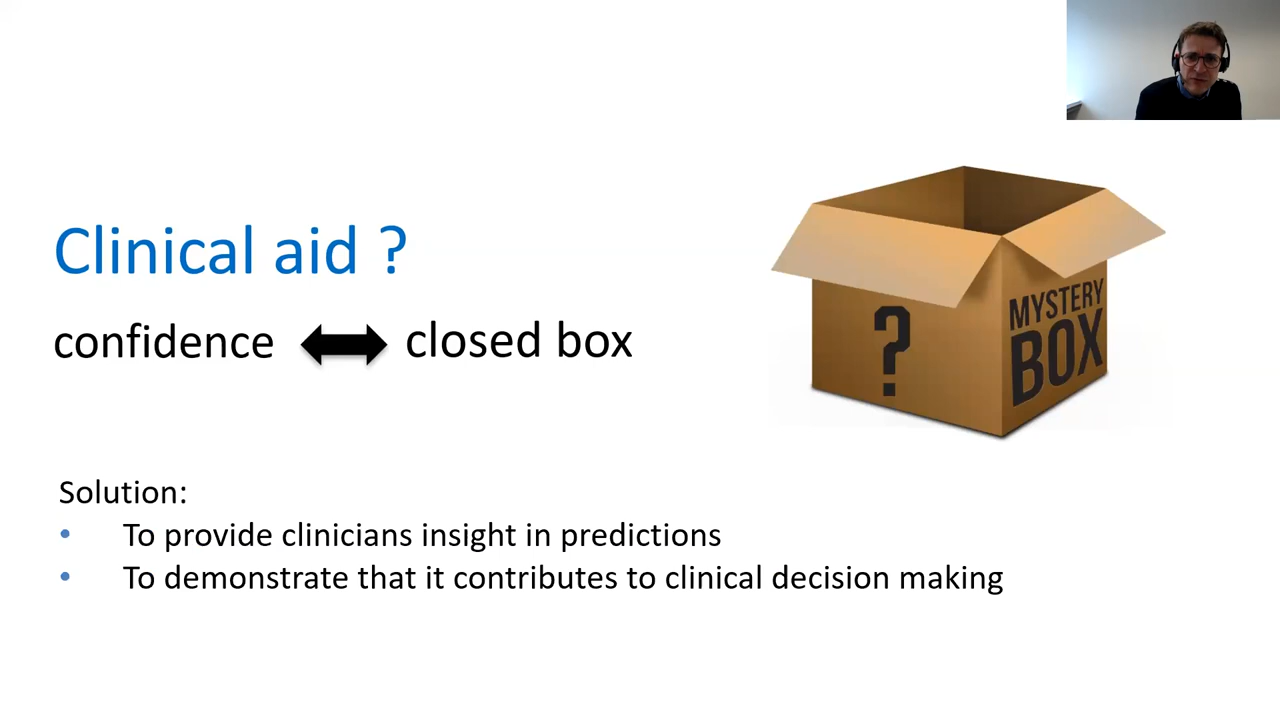 Clinical aid ?
confidence closed box
?
MYSTERY
BOX
Solution:
• To provide clinicians insight in predictions
• To demonstrate that it contributes to clinical decision making